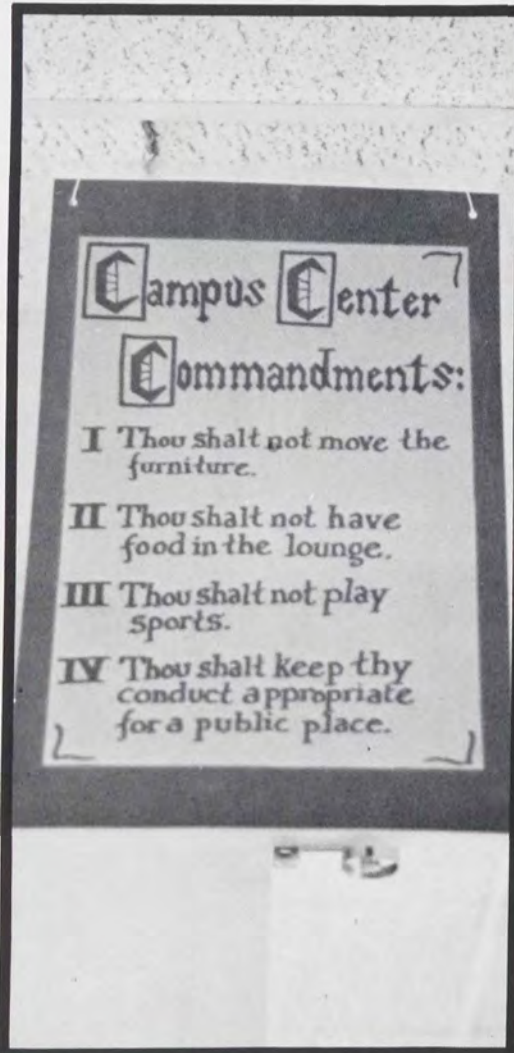 Campus Center
Commandments:
I Thou shalt not move the
furniture.
II Thou shalt not have
food in the lounge.
III Thou shalt not play
sports.
IV Thou shalt keep thy
conduct appropriate
for a public place.